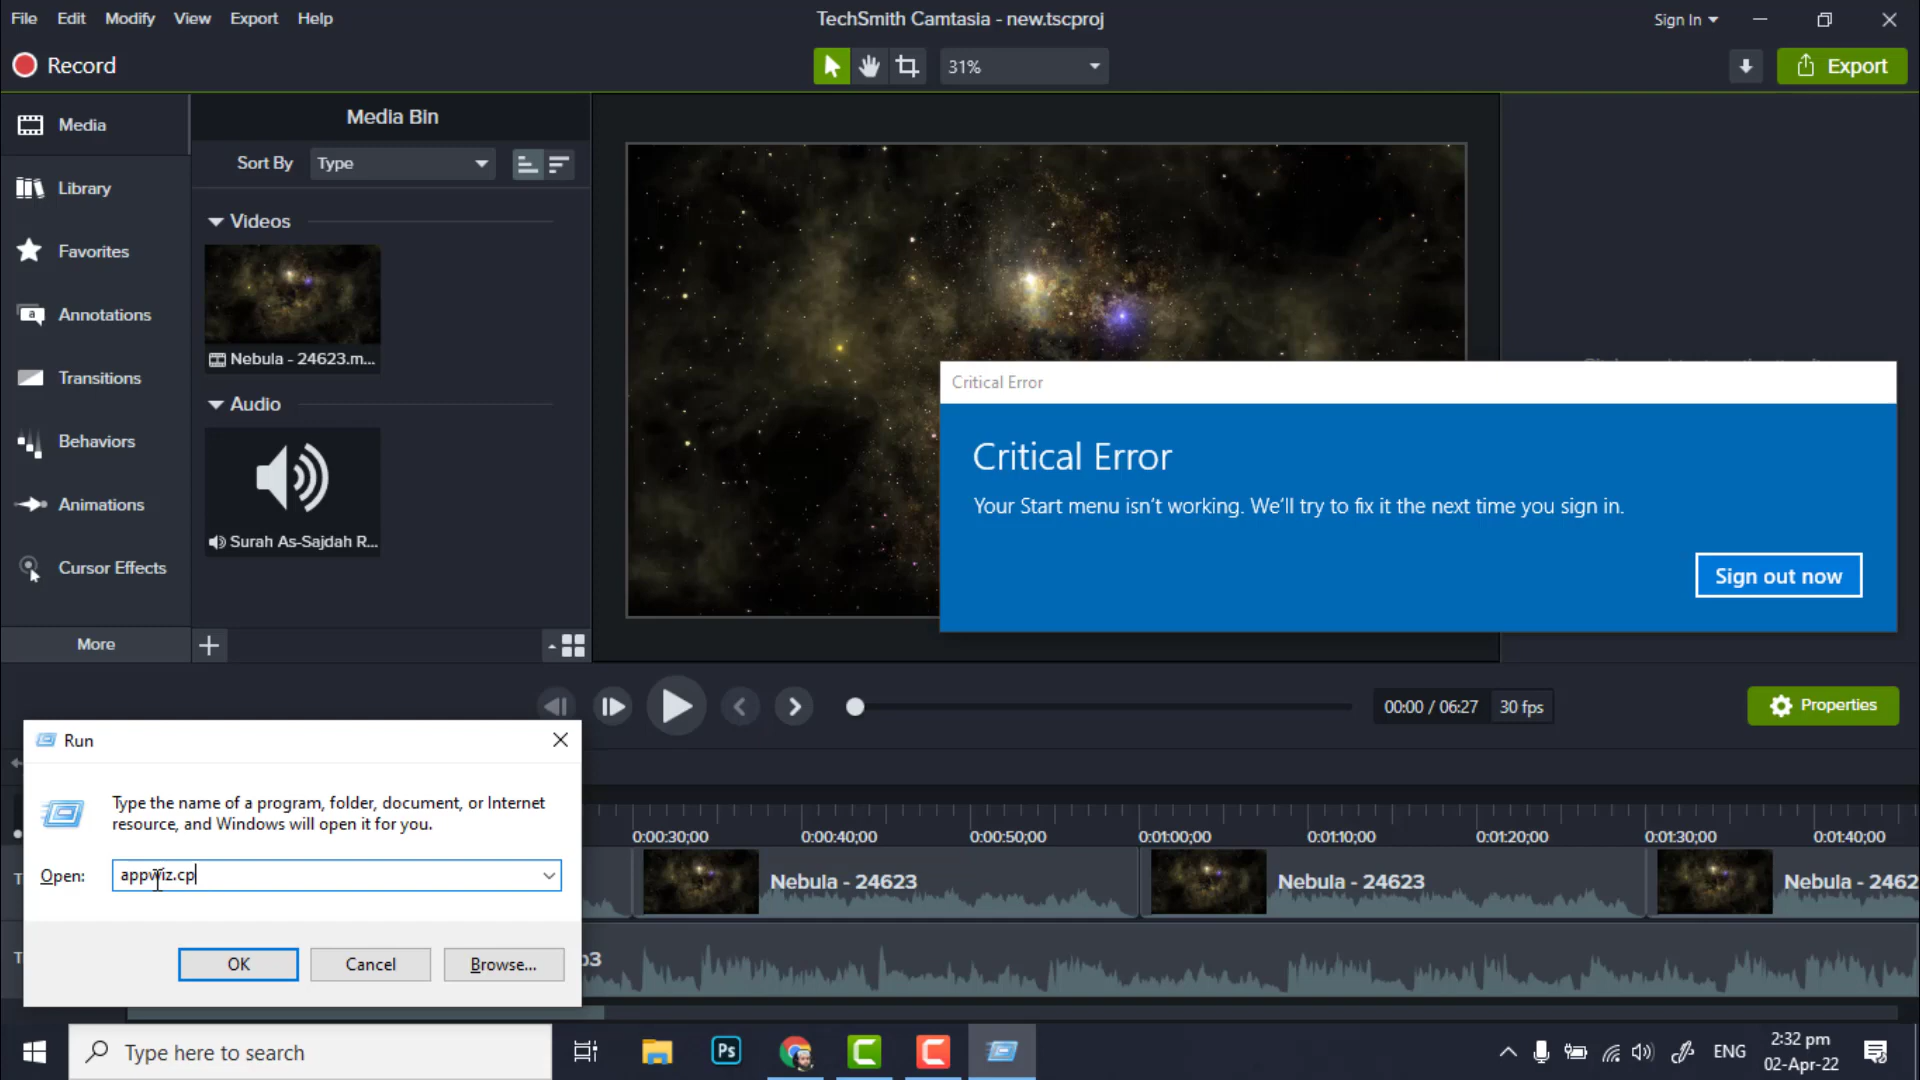 File Edit Modify View Export Help
TechSmith Camtasia - new.tscproj
Sign In
Record
31%
Export
Media
Library
Favorites
Annotations
Transitions
Behaviors
Animations
Cursor Effects
More
Media Bin
Sort By Type
Videos
Nebula - 24623.m...
Audio
Surah As-Sajdah R...
Critical Error
Critical Error
Your Start menu isn't working. We'll try to fix it the next time you sign in.
Sign out now
00:00 / 06:27 30 fps
Properties
Run
Type the name of a program, folder, document, or Internet
resource, and Windows will open it for you.
Open: appwiz.cp
OK Cancel Browse...
0:00:30;00 0:00:40;00 0:00:50;00 0:01:00;00 0:01:10;00 0:01:20;00 0:01:30;00 0:01:40;00
Nebula - 24623 Nebula - 24623 Nebula - 2462
Type here to search
Ps
ENG
2:32 pm
02-Apr-22